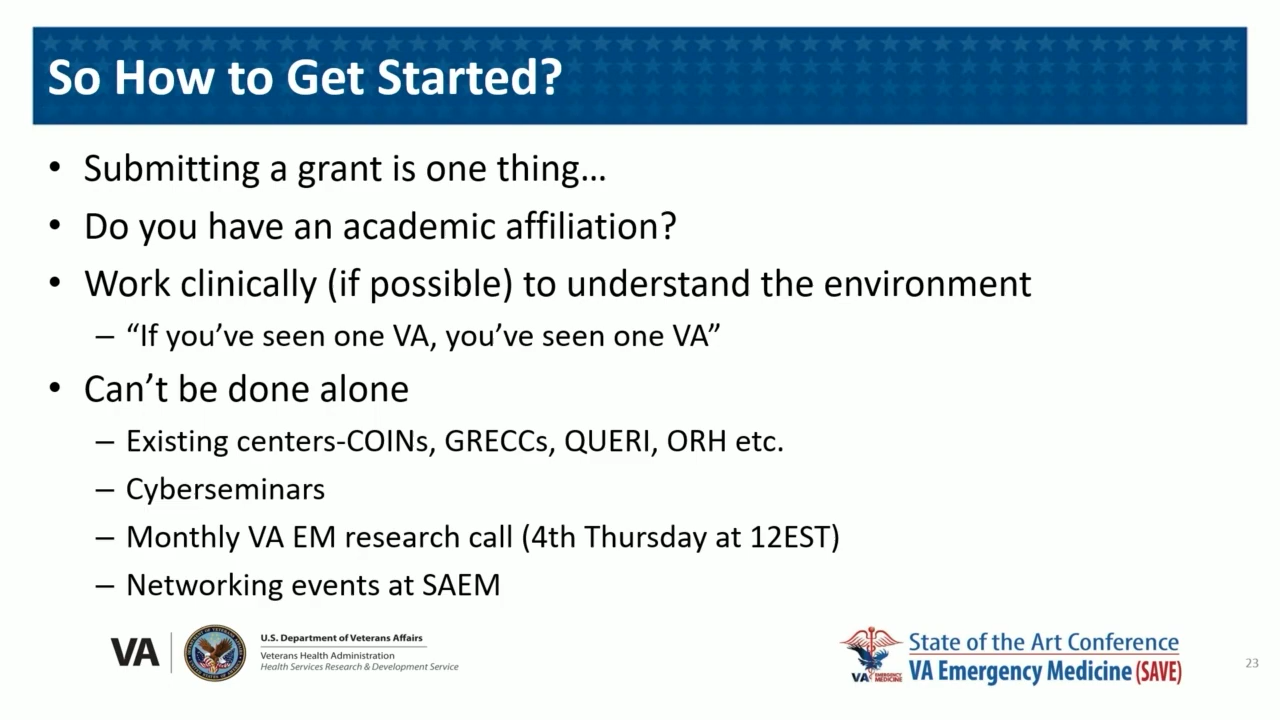 So How to Get Started?
• Submitting a grant is one thing…
• Do you have an academic affiliation?
• Work clinically (if possible) to understand the environment
– “If you’ve seen one VA, you’ve seen one VA”
• Can’t be done alone
– Existing centers-COINs, GRECCs, QUERI, ORH etc.
– Cyberseminars
– Monthly VA EM research call (4th Thursday at 12EST)
– Networking events at SAEM
VA
U.S. Department of Veterans Affairs
Veterans Health Administration
Health Services Research & Development Service
VA EMERGENCY MEDICINE
State of the Art Conference
VA Emergency Medicine (SAVE)
23